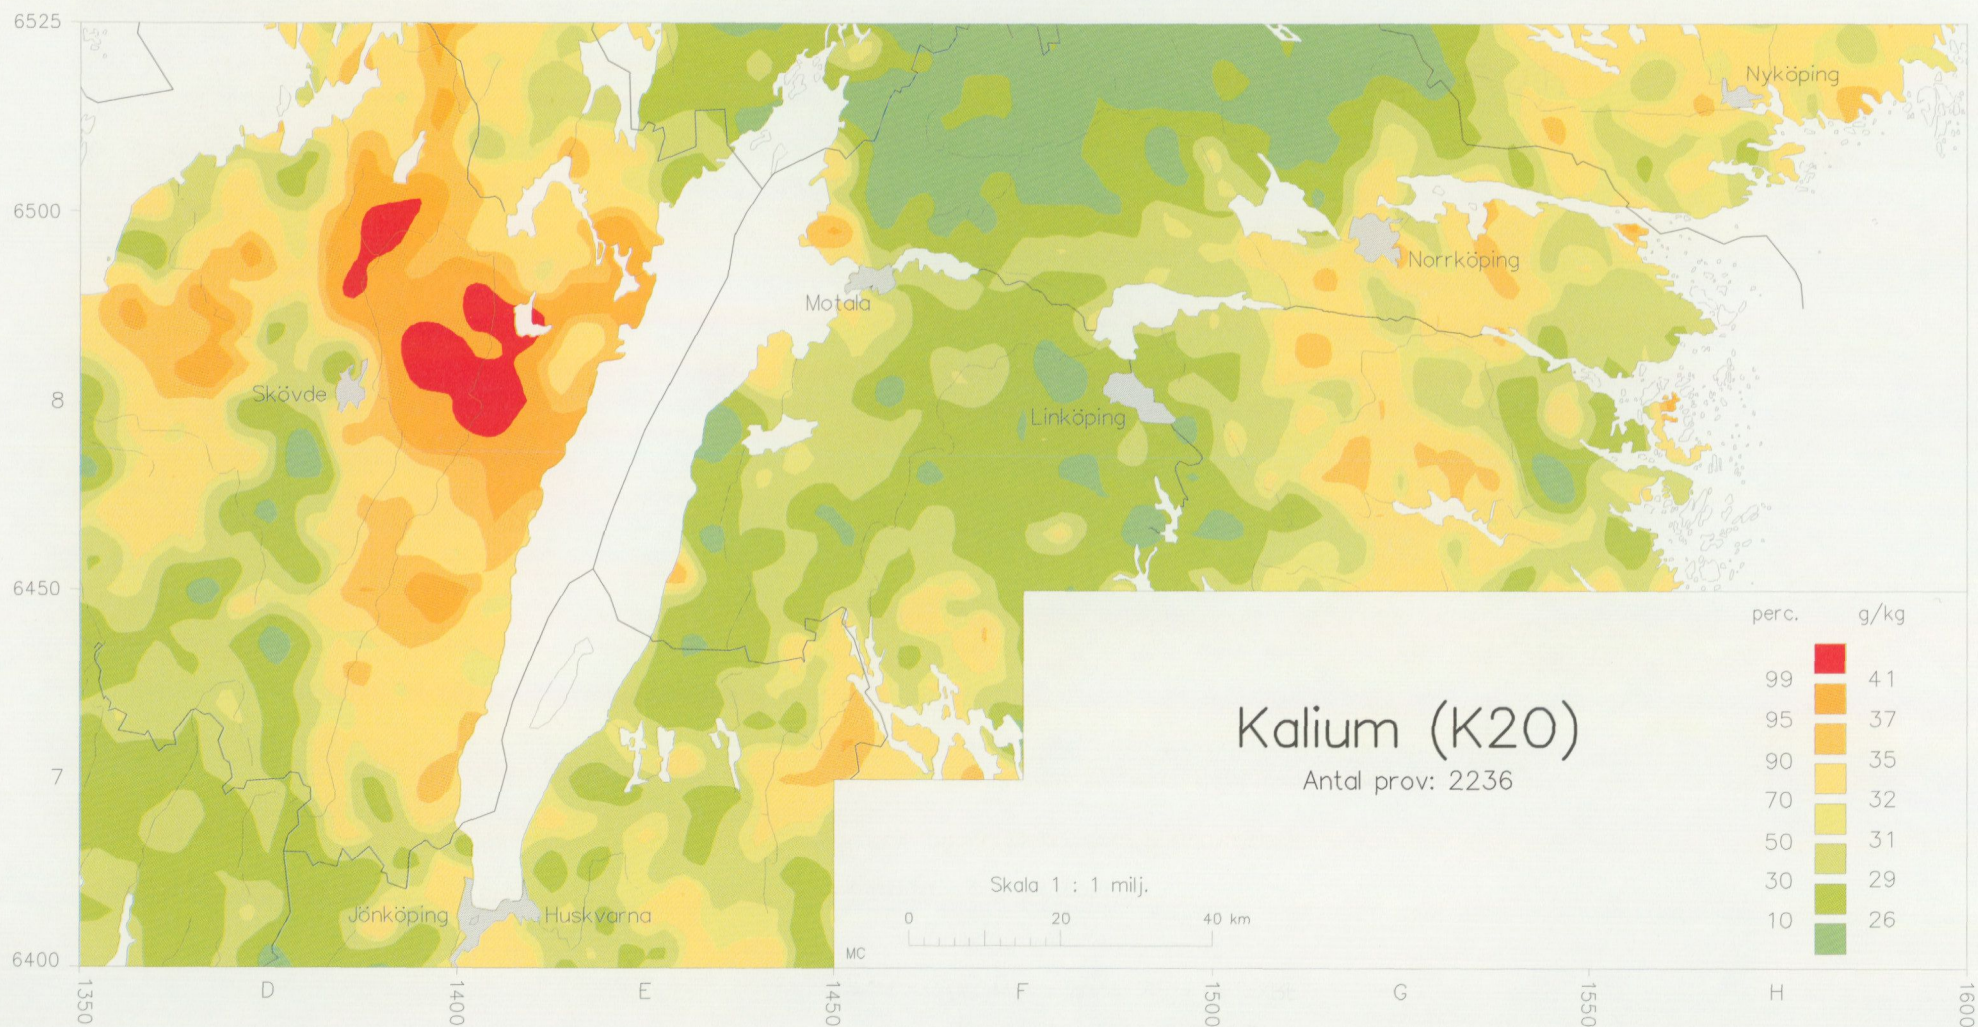 6525
Nyköping
6500
Norrköping
Motala
8
Skövde
Linköping
6450
perc. g/kg
99 41
95 37
90 35
70 32
50 31
30 29
10 26
Kalium (K2O)
Antal prov: 2236
7
Skala 1 : 1 milj.
0 20 40 km
Jönköping
Huskvarna
MC
6400
1350 D 1400 E 1450 F 1500 G 1550 H 1600